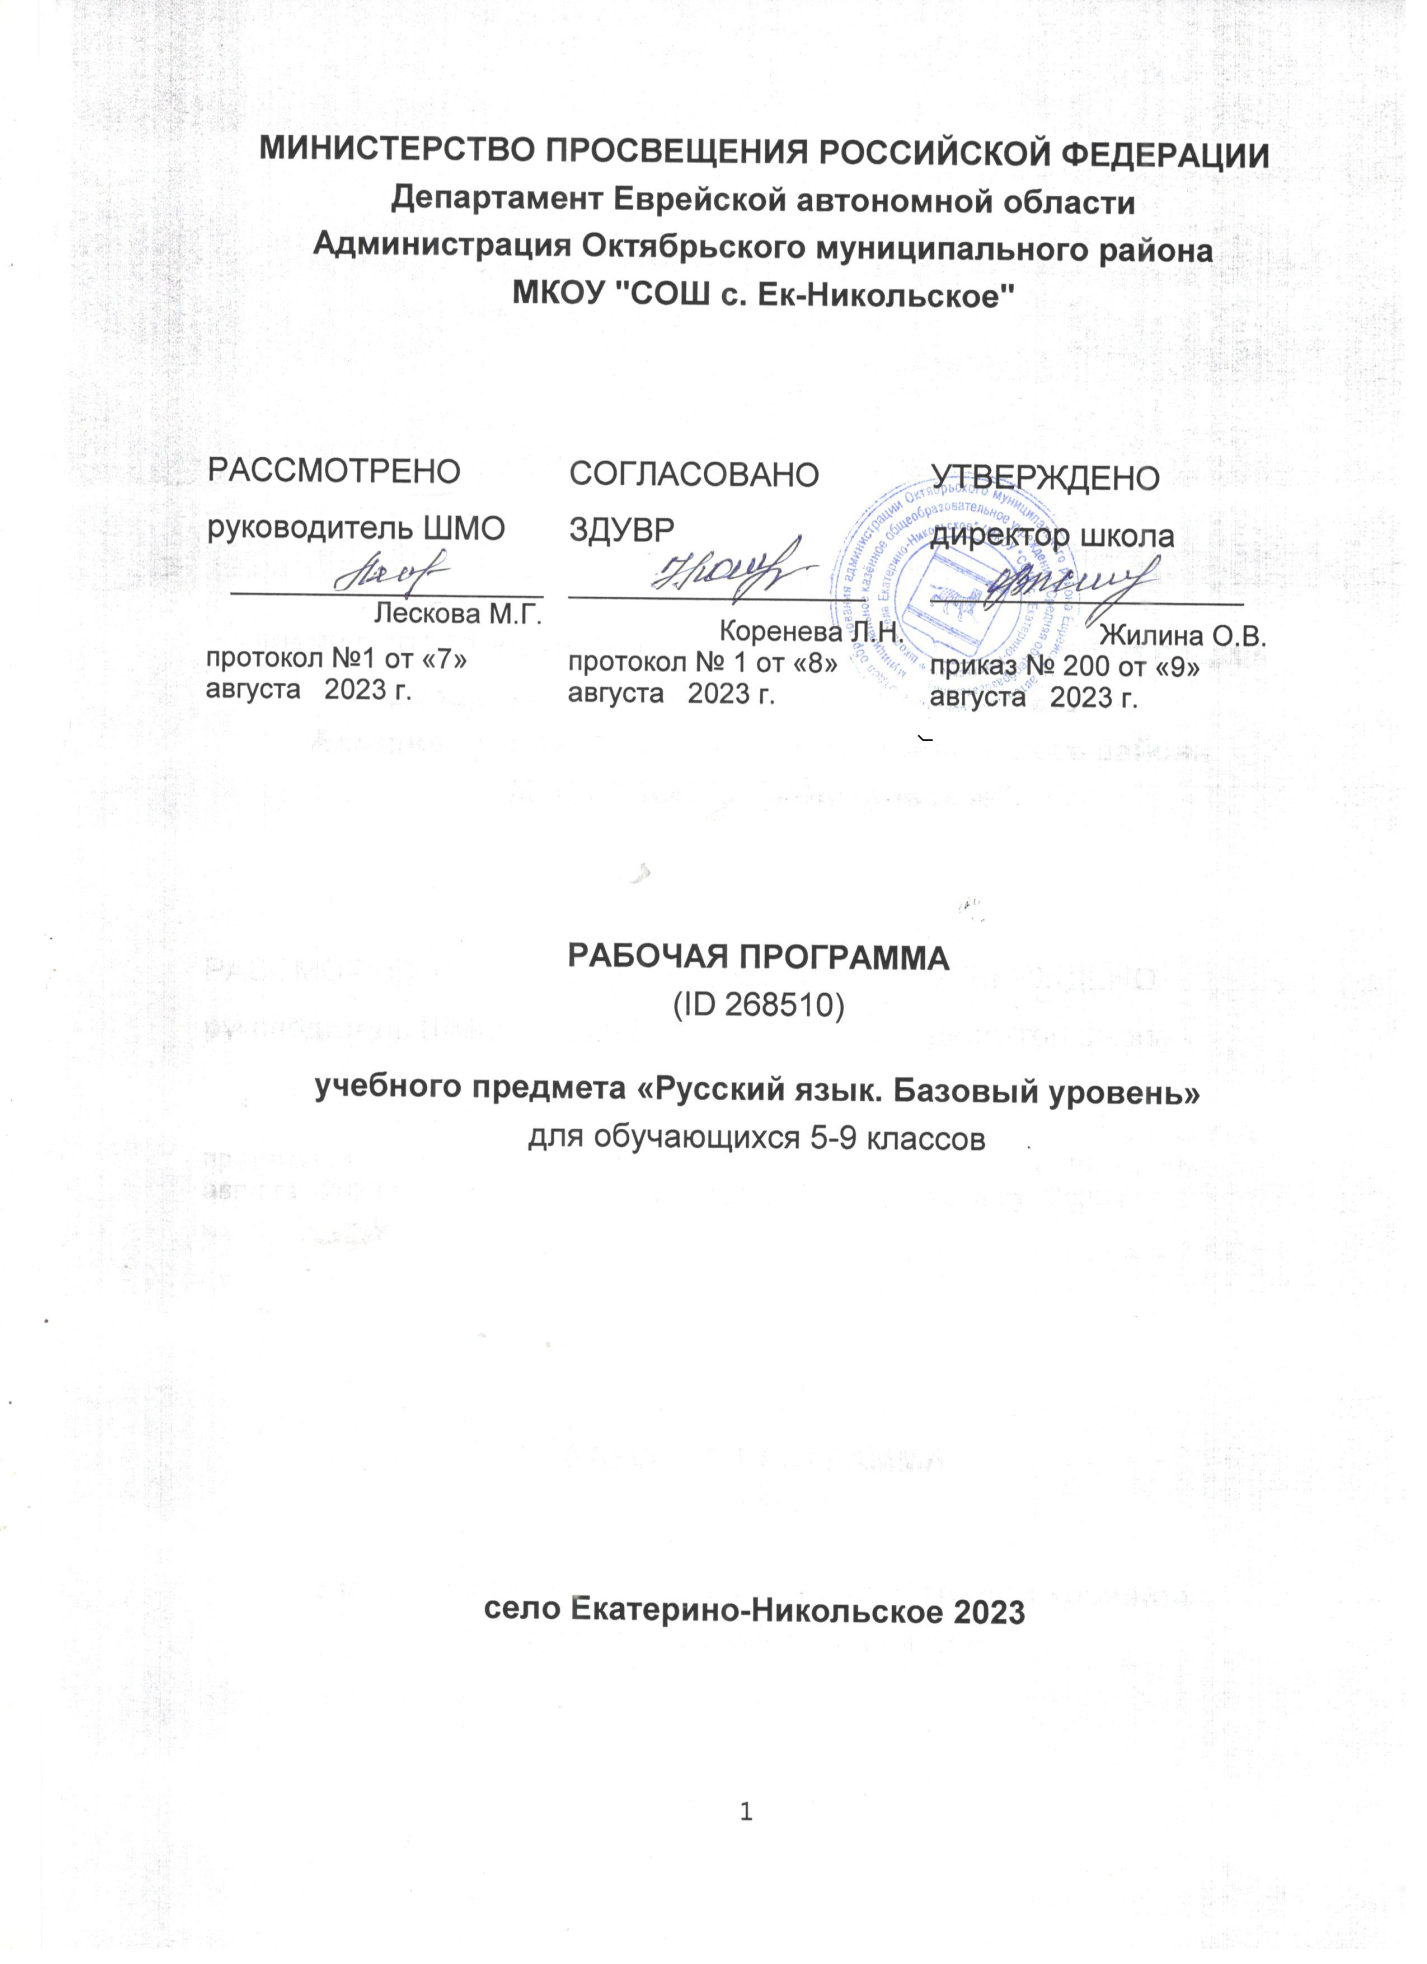 МИНИСТЕРСТВО ПРОСВЕЩЕНИЯ РОССИЙСКОЙ ФЕДЕРАЦИИ
Департамент Еврейской автономной области
Администрация Октябрьского муниципального района
МКОУ "СОШ с. Ек-Никольское"
РАССМОТРЕНО
руководитель ШМО
Лескова М.Г.
протокол №1 от «7»
августа 2023 г.
СОГЛАСОВАНО
ЗДУВР
Коренева Л.Н.
протокол № 1 от «8»
августа 2023 г.
УТВЕРЖДЕНО
директор школа
Жилина О.В.
приказ № 200 от «9»
августа 2023 г.
РАБОЧАЯ ПРОГРАММА
(ID 268510)
учебного предмета «Русский язык. Базовый уровень»
для обучающихся 5-9 классов
село Екатерино-Никольское 2023
1